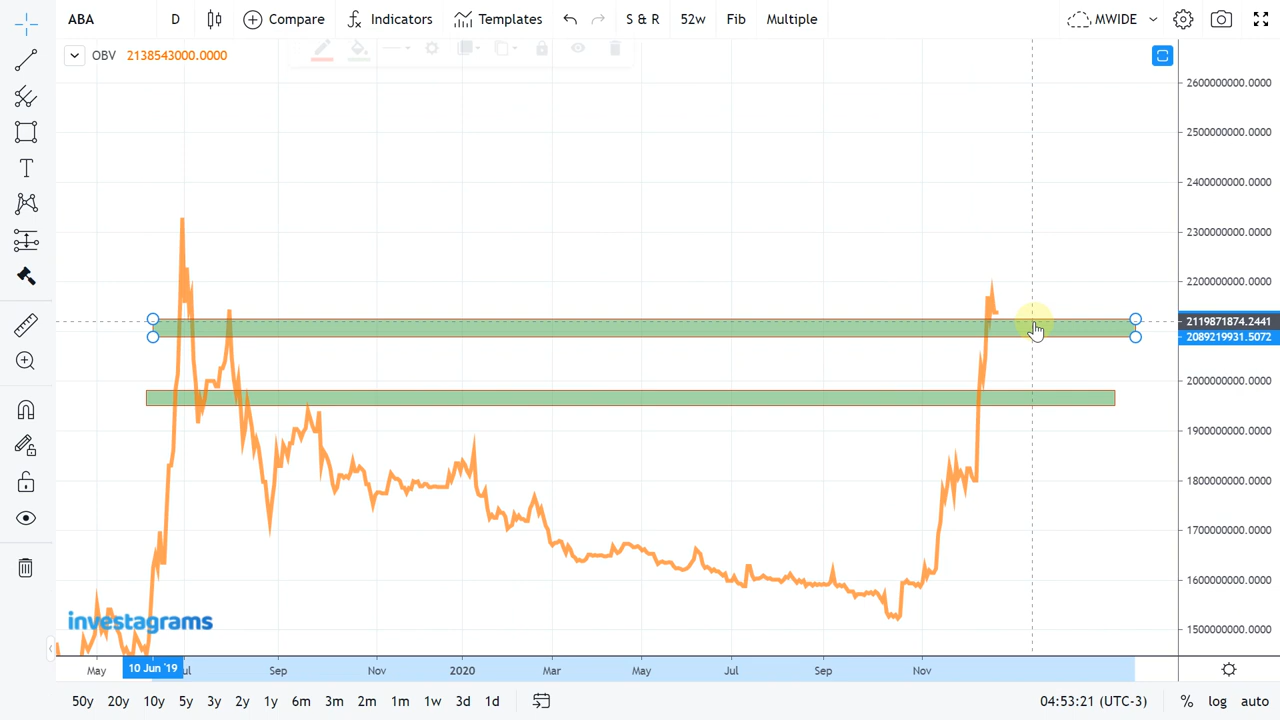 ABA D Compare Indicators Templates S & R 52w Fib Multiple MWIDE
OBV 2138543000.0000
2600000000.0000
2500000000.0000
2400000000.0000
2300000000.0000
2200000000.0000
2119871874.2441
2089219931.5072
2000000000.0000
1900000000.0000
1800000000.0000
1700000000.0000
1600000000.0000
1500000000.0000
investagrams
May 10 Jun '19 ul Sep Nov 2020 Mar May Jul Sep Nov
50y 20y 10y 5y 3y 2y 1y 6m 3m 2m 1m 1w 3d 1d 04:53:21 (UTC-3) % log auto